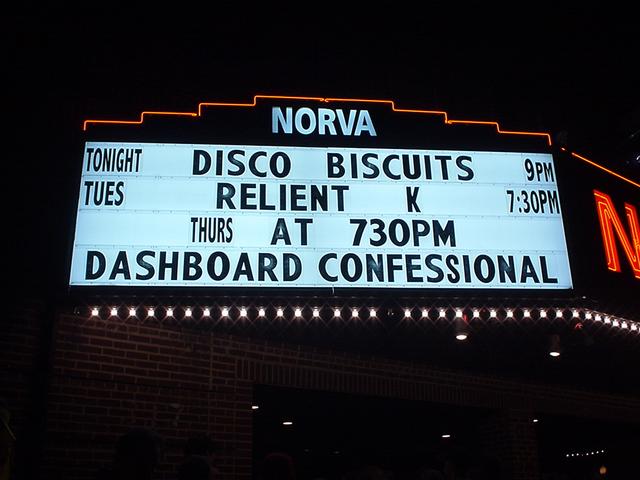 NORVA
TONIGHT DISCO BISCUITS 9PM
TUES RELIENT K 7:30PM
THURS AT 730PM
DASHBOARD CONFESSIONAL
N